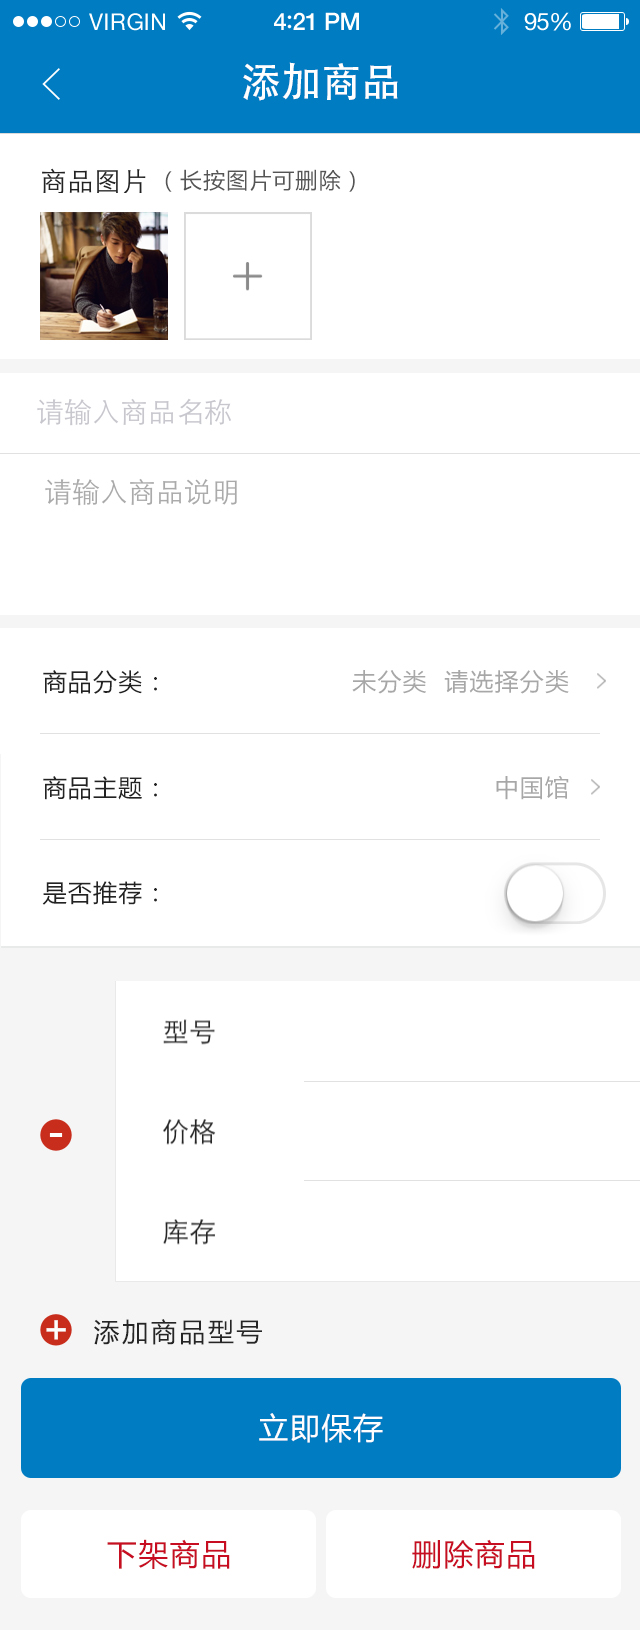 VIRGIN 4:21 PM 95%
添加商品
商品图片（长按图片可删除）
请输入商品名称
请输入商品说明
商品分类： 未分类 请选择分类
商品主题： 中国馆
是否推荐：
型号
价格
库存
添加商品型号
立即保存
下架商品 删除商品